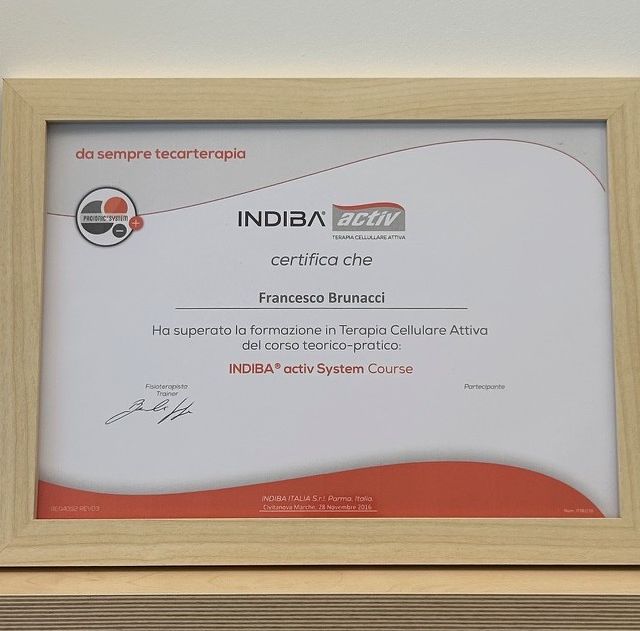 da sempre tecarterapia
PROIONIC® SYSTEM
INDIBA® activ
TERAPIA CELLULARE ATTIVA
certifica che
Francesco Brunacci
Ha superato la formazione in Terapia Cellulare Attiva
del corso teorico-pratico:
INDIBA® activ System Course
Fisioterapista
Trainer
Partecipante
INDIBA ITALIA S.r.l. Parma, Italia.
Civitanova Marche, 28 Novembre 2016